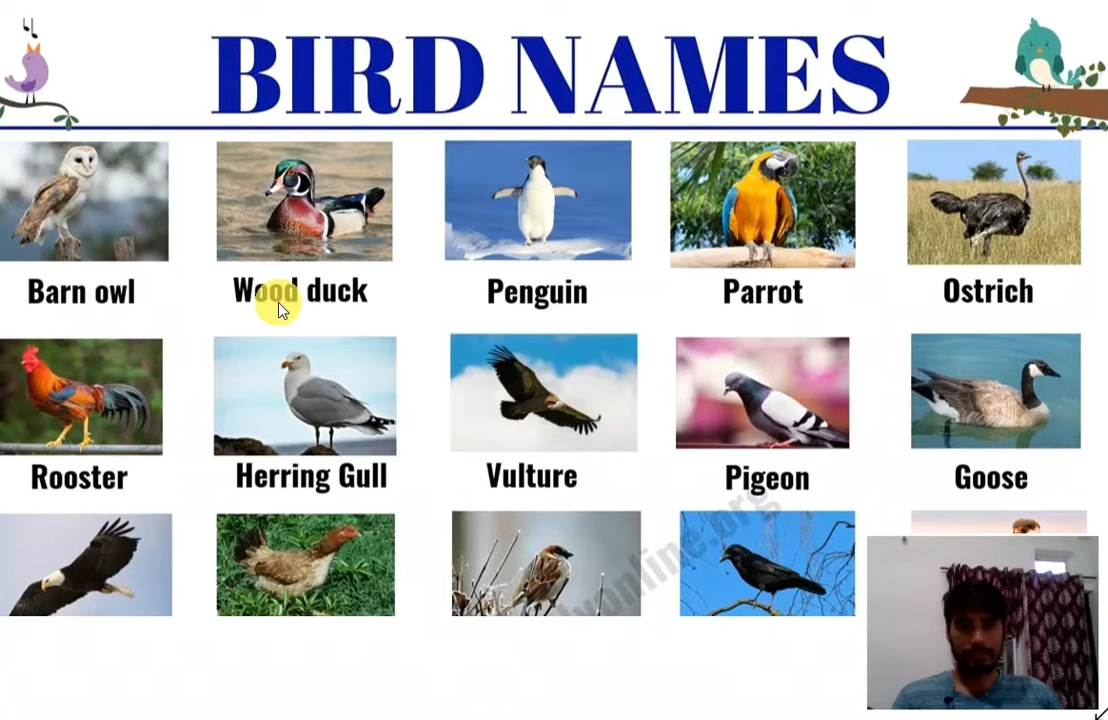 BIRD NAMES
Barn owl Wood duck Penguin Parrot Ostrich
Rooster Herring Gull Vulture Pigeon Goose